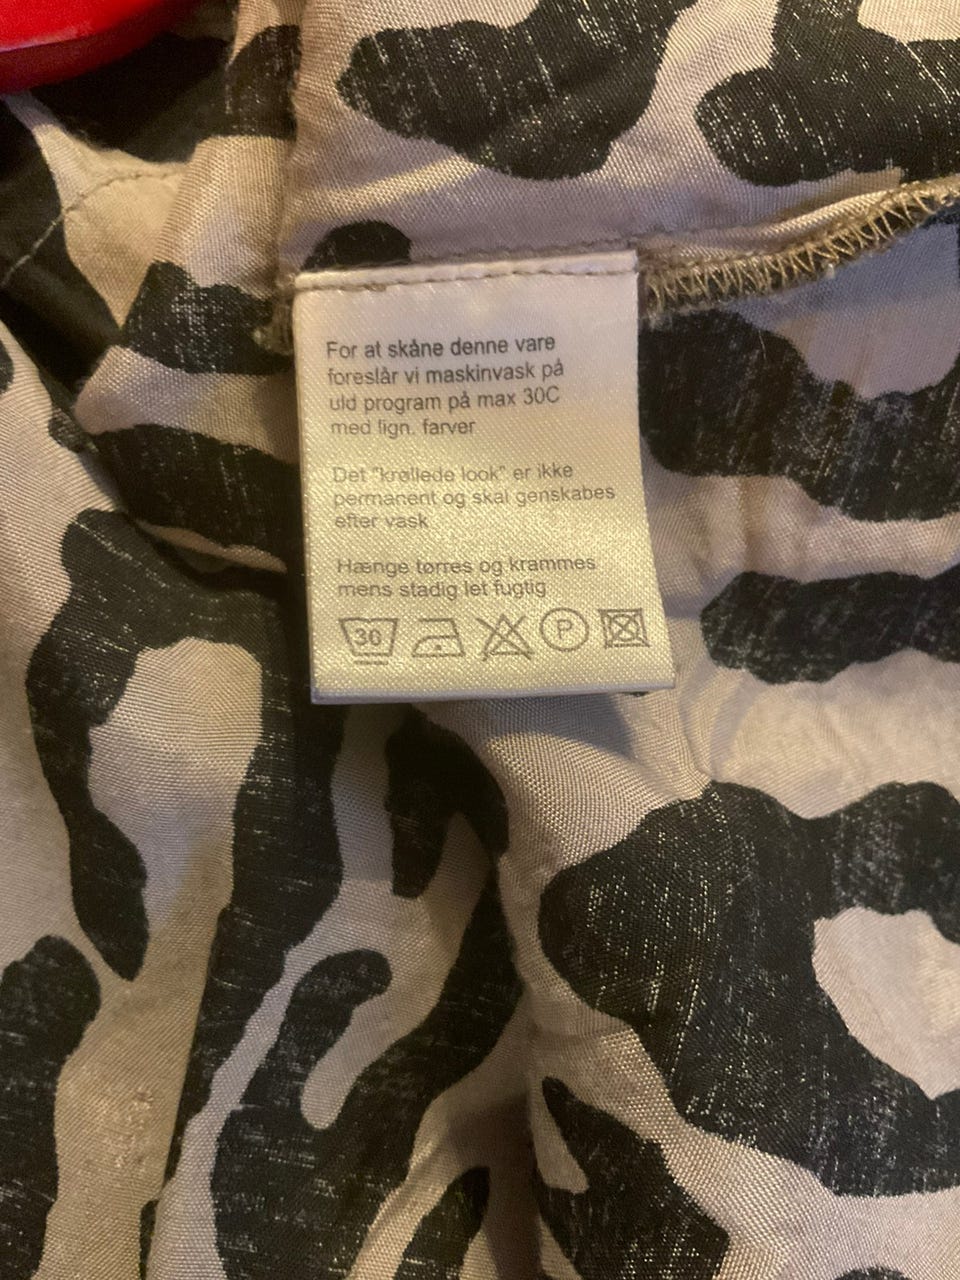 For at skåne denne vare
foreslår vi maskinvask på
uld program på max 30C
med lign. farver
Det "krøllede look" er ikke
permanent og skal genskabes
efter vask
Hænge tørres og krammes
mens stadig let fugtig
30 P